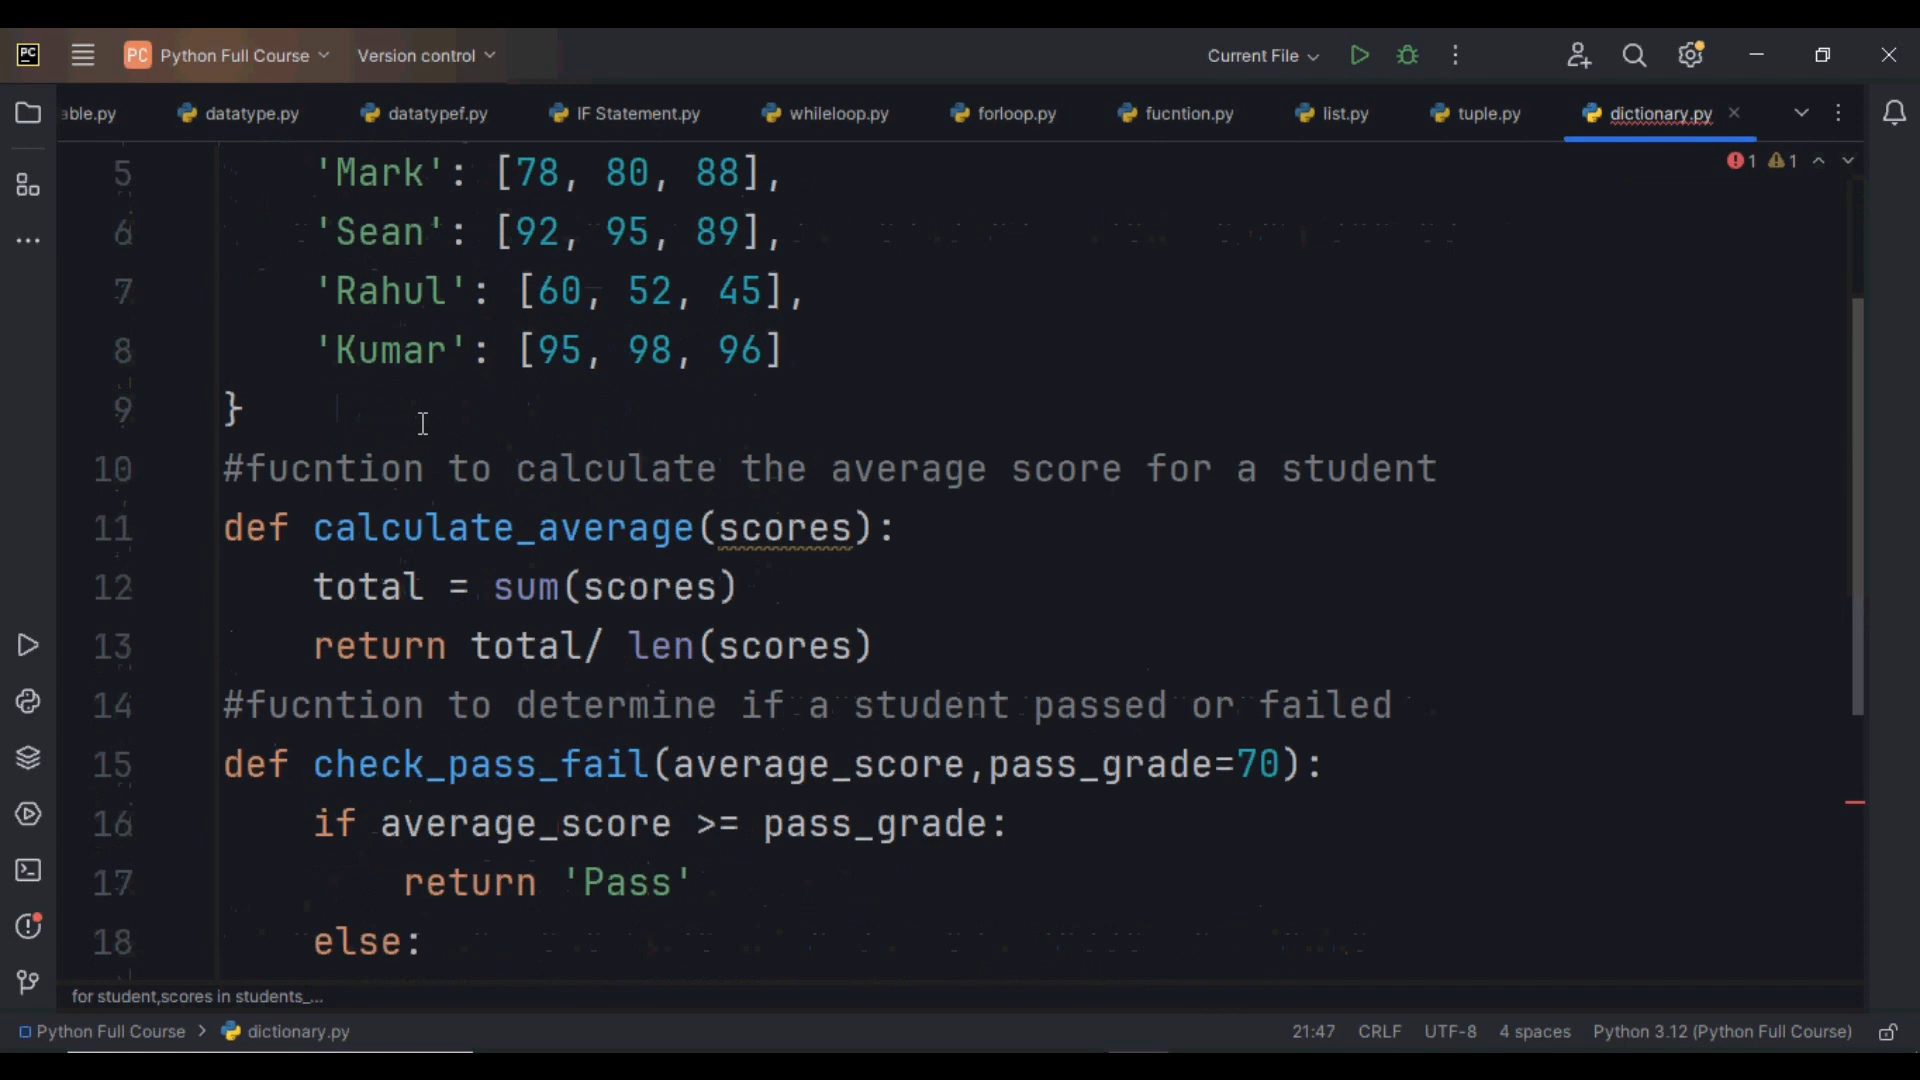 PC PC Python Full Course Version control Current File
able.py datatype.py datatypef.py IF Statement.py whileloop.py forloop.py fucntion.py list.py tuple.py dictionary.py
1 1
5 'Mark': [78, 80, 88],
6 'Sean': [92, 95, 89],
7 'Rahul': [60, 52, 45],
8 'Kumar': [95, 98, 96]
9 }
10 #fucntion to calculate the average score for a student
11 def calculate_average(scores):
12 total = sum(scores)
13 return total/ len(scores)
14 #fucntion to determine if a student passed or failed
15 def check_pass_fail(average_score,pass_grade=70):
16 if average_score >= pass_grade:
17 return 'Pass'
18 else:
for student,scores in students_...
Python Full Course > dictionary.py 21:47 CRLF UTF-8 4 spaces Python 3.12 (Python Full Course)